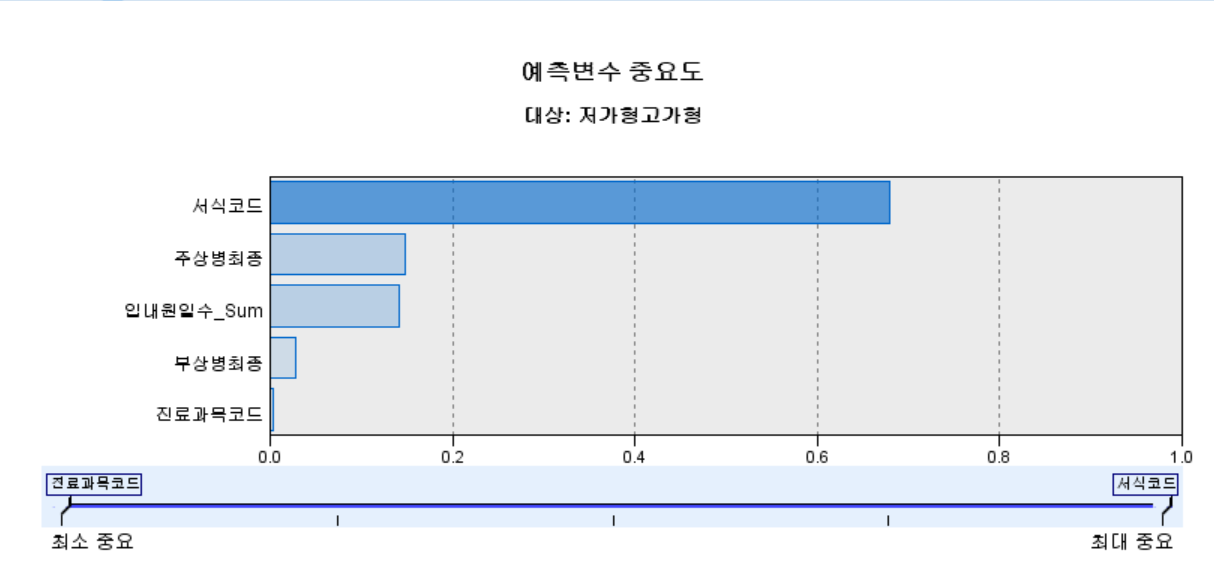 예측변수 중요도
대상: 저가형고가형
서식코드
주상병최종
입내원일수_Sum
부상병최종
진료과목코드
0.0 0.2 0.4 0.6 0.8 1.0
진료과목코드 서식코드
최소 중요 최대 중요